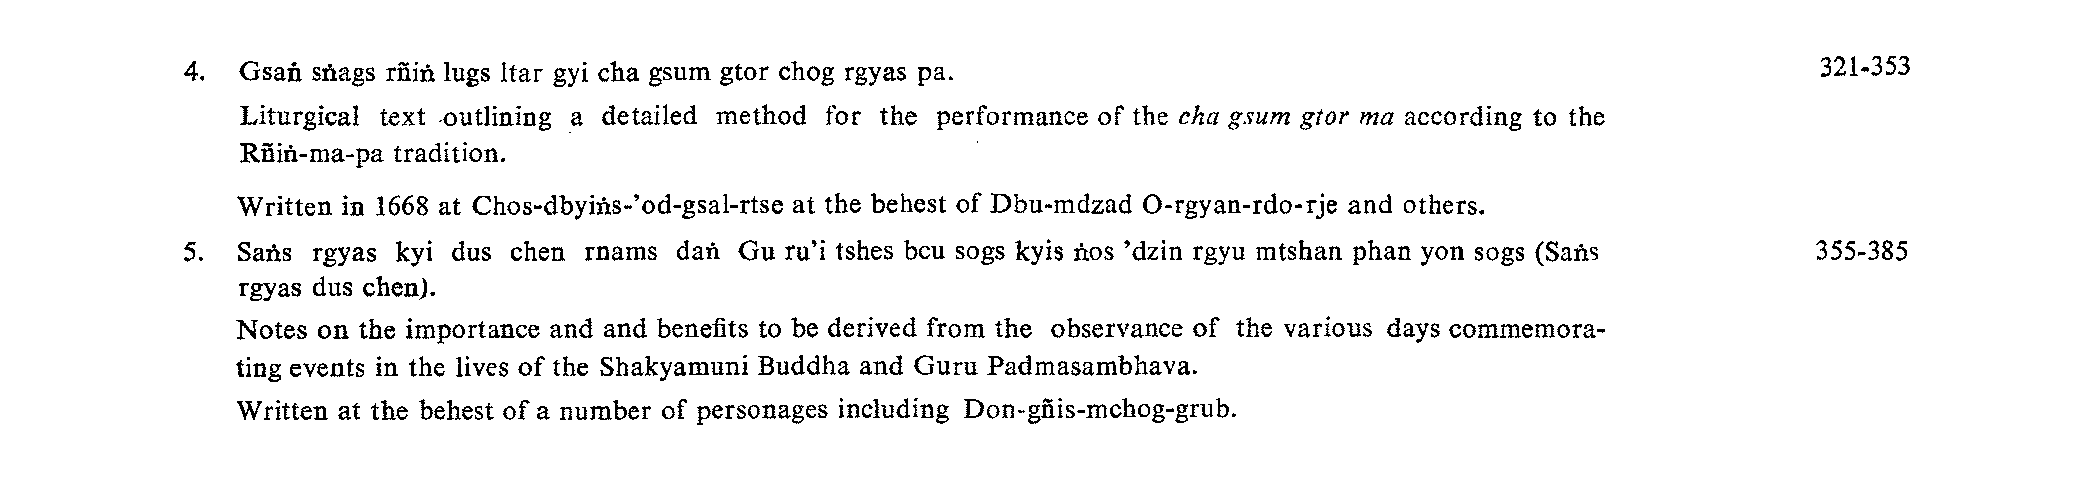 4. Gsaṅ sṅags rñiṅ lugs ltar gyi cha gsum gtor chog rgyas pa. 321-353
Liturgical text outlining a detailed method for the performance of the cha gsum gtor ma according to the
Rñiṅ-ma-pa tradition.
Written in 1668 at Chos-dbyiṅs-’od-gsal-rtse at the behest of Dbu-mdzad O-rgyan-rdo-rje and others.
5. Saṅs rgyas kyi dus chen rnams daṅ Gu ru’i tshes bcu sogs kyis ṅos ’dzin rgyu mtshan phan yon sogs (Saṅs 355-385
rgyas dus chen).
Notes on the importance and and benefits to be derived from the observance of the various days commemora-
ting events in the lives of the Shakyamuni Buddha and Guru Padmasambhava.
Written at the behest of a number of personages including Don-gñis-mchog-grub.